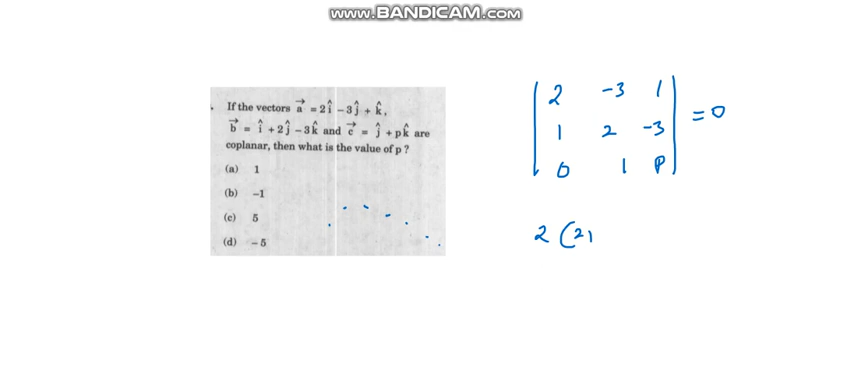 www.BANDICAM.com
. If the vectors a⃗ = 2î − 3ĵ + k̂,
b⃗ = î + 2ĵ − 3k̂ and c⃗ = ĵ + pk̂ are
coplanar, then what is the value of p ?
(a) 1
(b) −1
(c) 5
(d) −5
| 2 -3 1 |
| 1 2 -3 | = 0
| 0 1 P |
2 (2